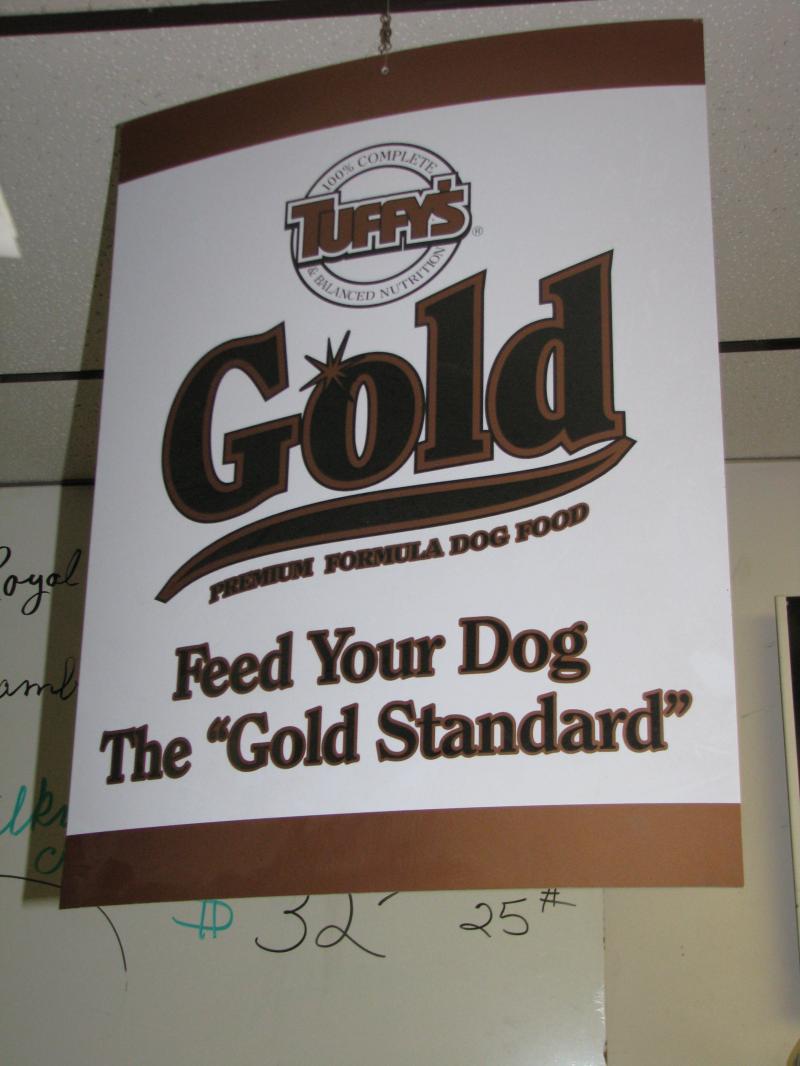 100% COMPLETE
TUFFY'S®
& BALANCED NUTRITION
Gold
PREMIUM FORMULA DOG FOOD
Feed Your Dog
The “Gold Standard”
$ 32 25#